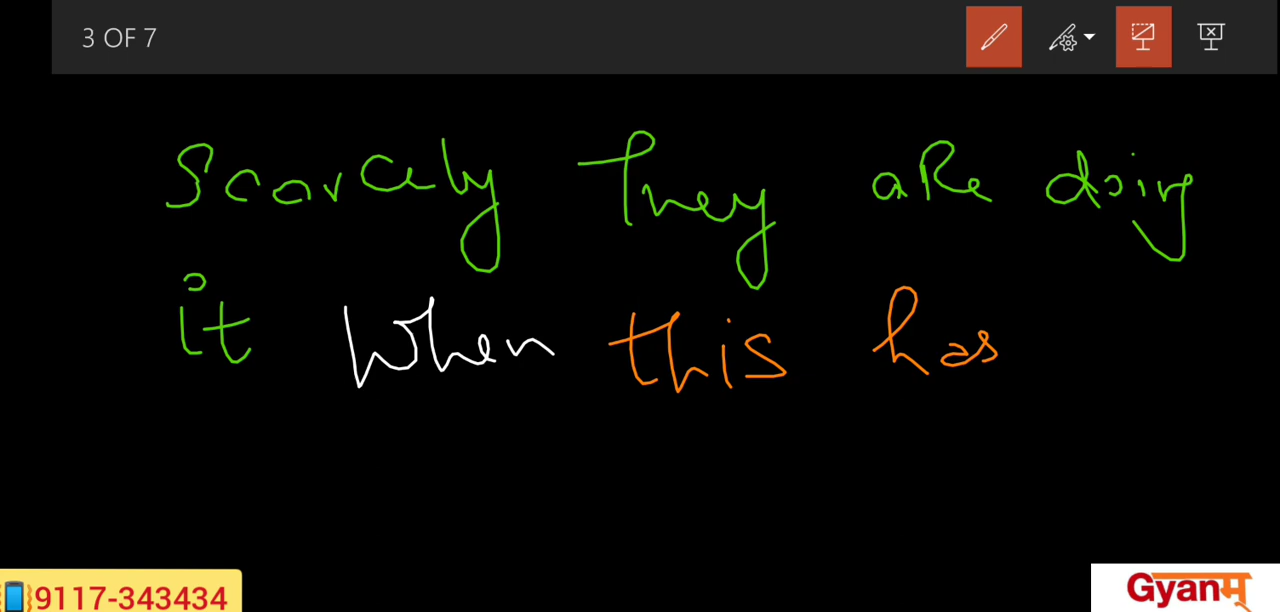 3 OF 7
Scarcely They aRe doing
it When this has
9117-343434
Gyanम